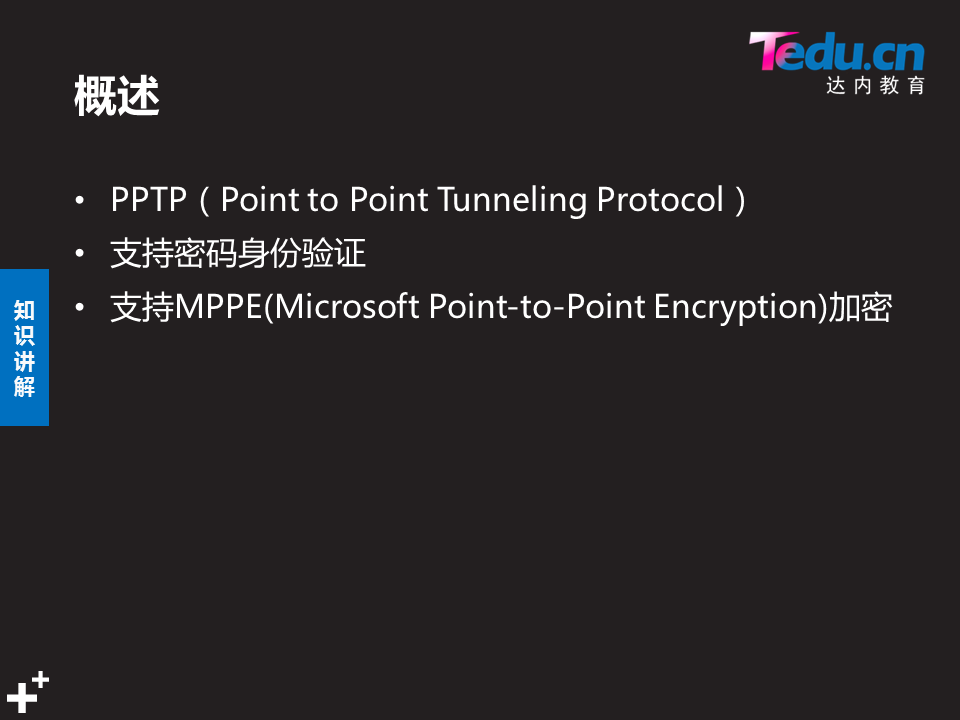 Tedu.cn
达内教育
概述
• PPTP（Point to Point Tunneling Protocol）
• 支持密码身份验证
• 支持MPPE(Microsoft Point-to-Point Encryption)加密
知
识
讲
解